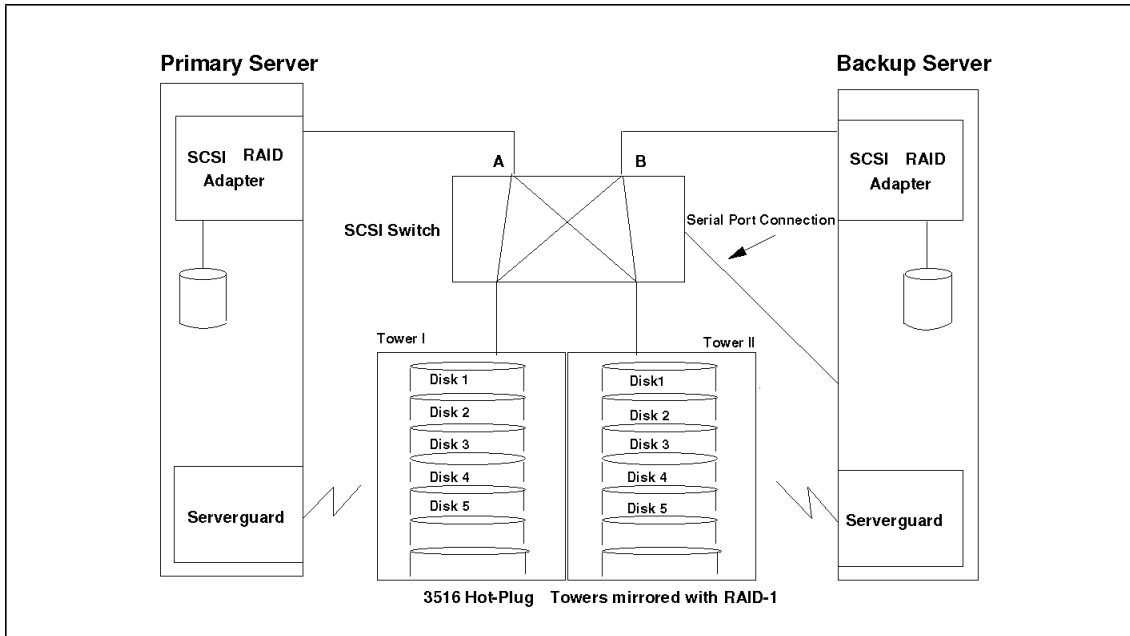 Primary Server
Backup Server
SCSI RAID
Adapter
A
B
SCSI RAID
Adapter
SCSI Switch
Serial Port Connection
Tower I
Tower II
Disk 1
Disk 2
Disk 3
Disk 4
Disk 5
Disk1
Disk 2
Disk 3
Disk 4
Disk 5
Serverguard
Serverguard
3516 Hot-Plug Towers mirrored with RAID-1